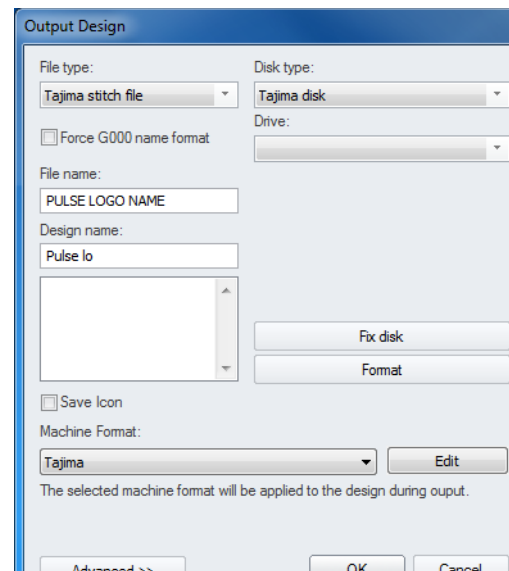 Output Design
File type:
Disk type:
Tajima stitch file
Tajima disk
Force G000 name format
Drive:
File name:
PULSE LOGO NAME
Design name:
Pulse lo
Fix disk
Format
Save Icon
Machine Format:
Tajima
Edit
The selected machine format will be applied to the design during ouput.
Advanced >>
OK
Cancel